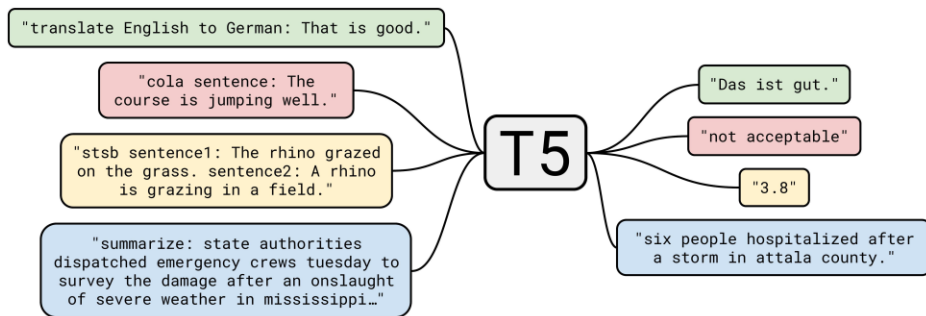 "translate English to German: That is good."
"cola sentence: The
course is jumping well."
"stsb sentence1: The rhino grazed
on the grass. sentence2: A rhino
is grazing in a field."
"summarize: state authorities
dispatched emergency crews tuesday to
survey the damage after an onslaught
of severe weather in mississippi…"
T5
"Das ist gut."
"not acceptable"
"3.8"
"six people hospitalized after
a storm in attala county."